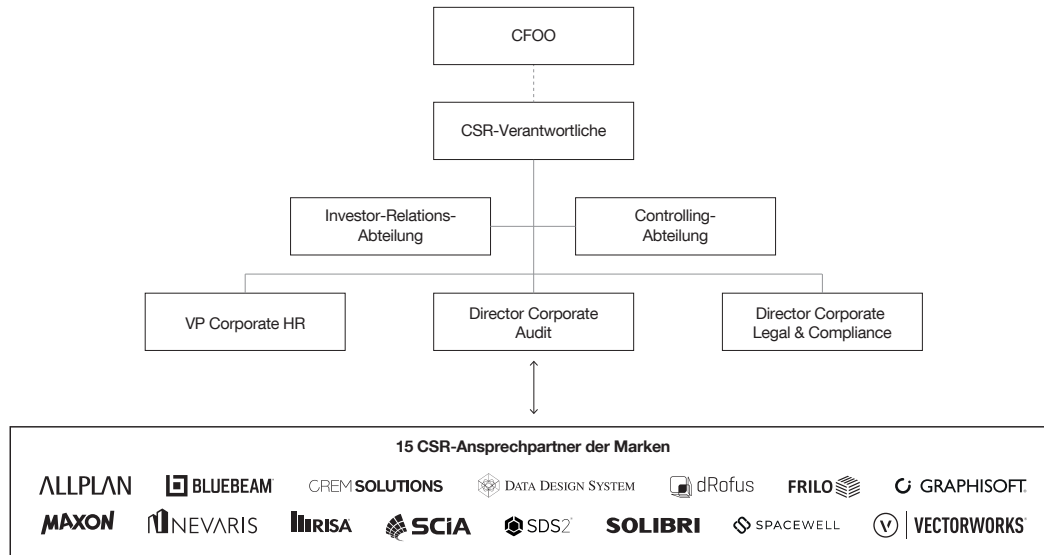 CFOO
CSR-Verantwortliche
Investor-Relations-
Abteilung
Controlling-
Abteilung
VP Corporate HR
Director Corporate
Audit
Director Corporate
Legal & Compliance
15 CSR-Ansprechpartner der Marken
ALLPLAN BLUEBEAM CREM SOLUTIONS DATA DESIGN SYSTEM dRofus FRILO GRAPHISOFT.
MAXON NEVARIS RISA SCiA SDS2 SOLIBRI SPACEWELL V VECTORWORKS